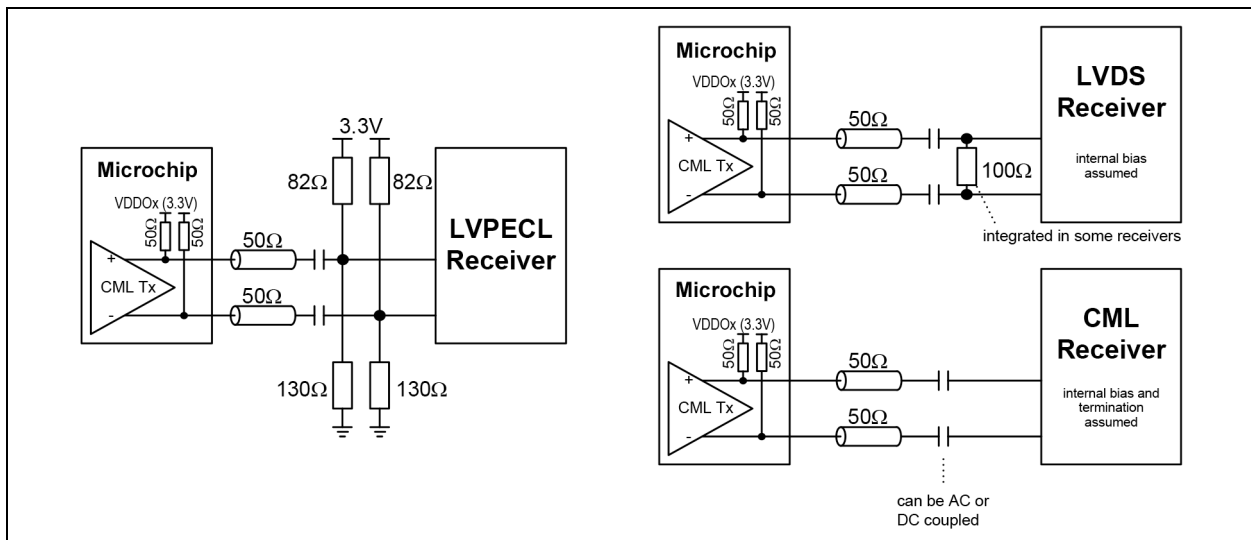 Microchip
VDDOx (3.3V)
50Ω
50Ω
+
CML Tx
-
50Ω
50Ω
3.3V
82Ω
82Ω
130Ω
130Ω
LVPECL
Receiver
Microchip
VDDOx (3.3V)
50Ω
50Ω
+
CML Tx
-
50Ω
50Ω
100Ω
integrated in some receivers
LVDS
Receiver
internal bias
assumed
Microchip
VDDOx (3.3V)
50Ω
50Ω
+
CML Tx
-
50Ω
50Ω
can be AC or
DC coupled
CML
Receiver
internal bias and
termination
assumed